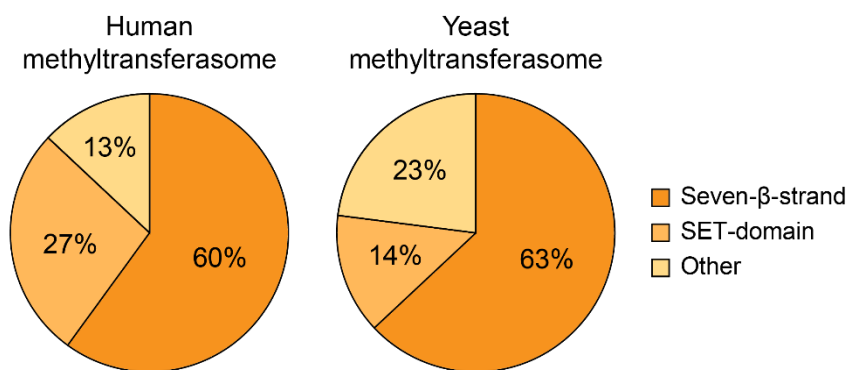 Human
methyltransferasome
Yeast
methyltransferasome
13%
27%
60%
23%
14%
63%
Seven-β-strand
SET-domain
Other